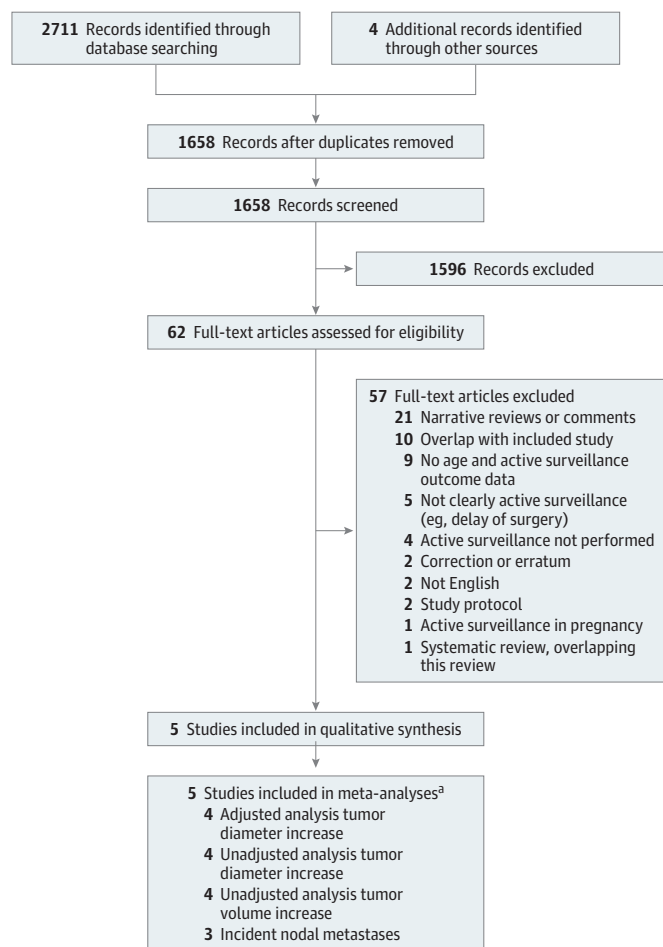 2711 Records identified through
database searching
4 Additional records identified
through other sources
1658 Records after duplicates removed
1658 Records screened
1596 Records excluded
62 Full-text articles assessed for eligibility
57 Full-text articles excluded
21 Narrative reviews or comments
10 Overlap with included study
9 No age and active surveillance
outcome data
5 Not clearly active surveillance
(eg, delay of surgery)
4 Active surveillance not performed
2 Correction or erratum
2 Not English
2 Study protocol
1 Active surveillance in pregnancy
1 Systematic review, overlapping
this review
5 Studies included in qualitative synthesis
5 Studies included in meta-analysesa
4 Adjusted analysis tumor
diameter increase
4 Unadjusted analysis tumor
diameter increase
4 Unadjusted analysis tumor
volume increase
3 Incident nodal metastases